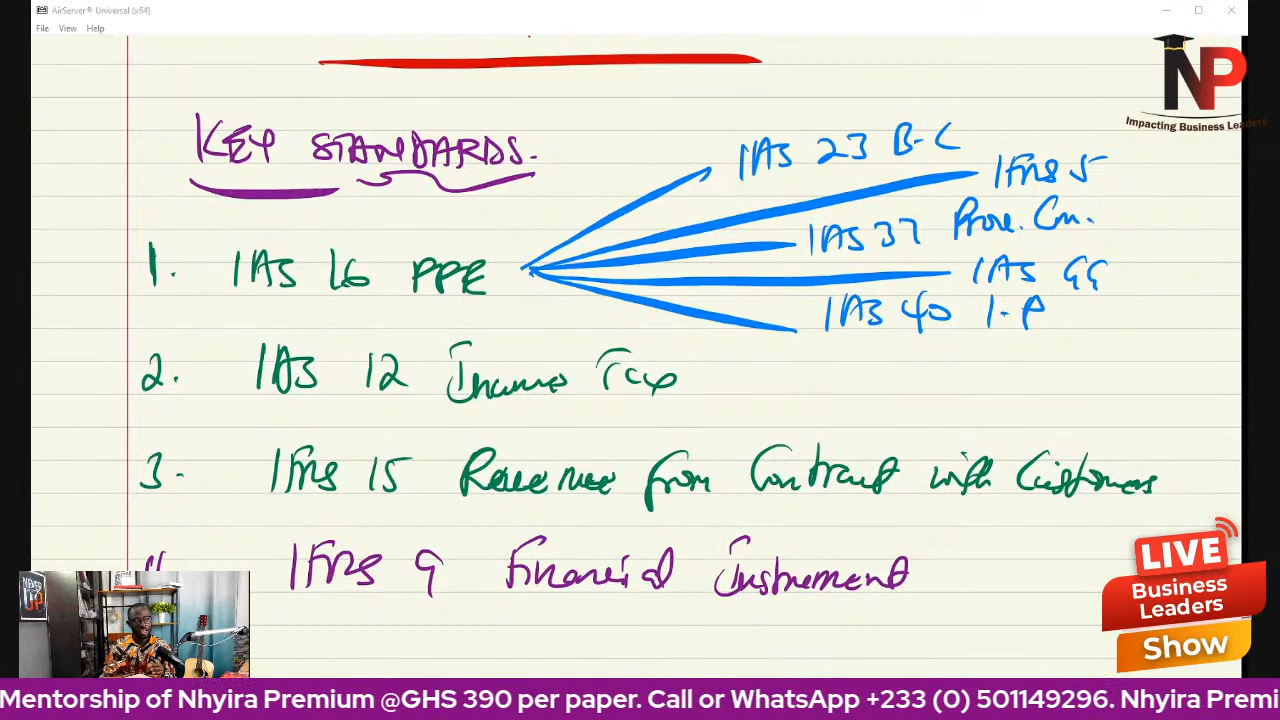 AirServer Universal (x64)
File View Help
NP
Impacting Business Leaders
KEY STANDARDS.
IAS 23 B-C
IFRS 5
IAS 37 Prov. Con.
1. IAS 16 PPE
IAS
IAS 40 I-P
2. IAS 12 Income Tax
3. IFRS 15 Revenue from Contract with Customers
IFRS 9 Financial Instrument
LIVE
Business
Leaders
Show
Mentorship of Nhyira Premium @GHS 390 per paper. Call or WhatsApp +233 (0) 501149296. Nhyira Premi